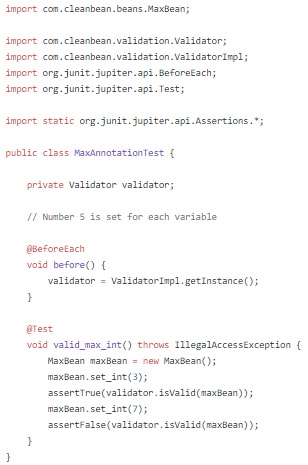 import com.cleanbean.beans.MaxBean;
import com.cleanbean.validation.Validator;
import com.cleanbean.validation.ValidatorImpl;
import org.junit.jupiter.api.BeforeEach;
import org.junit.jupiter.api.Test;
import static org.junit.jupiter.api.Assertions.*;
public class MaxAnnotationTest {
    private Validator validator;
    // Number 5 is set for each variable
    @BeforeEach
    void before() {
        validator = ValidatorImpl.getInstance();
    }
    @Test
    void valid_max_int() throws IllegalAccessException {
        MaxBean maxBean = new MaxBean();
        maxBean.set_int(3);
        assertTrue(validator.isValid(maxBean));
        maxBean.set_int(7);
        assertFalse(validator.isValid(maxBean));
    }
}